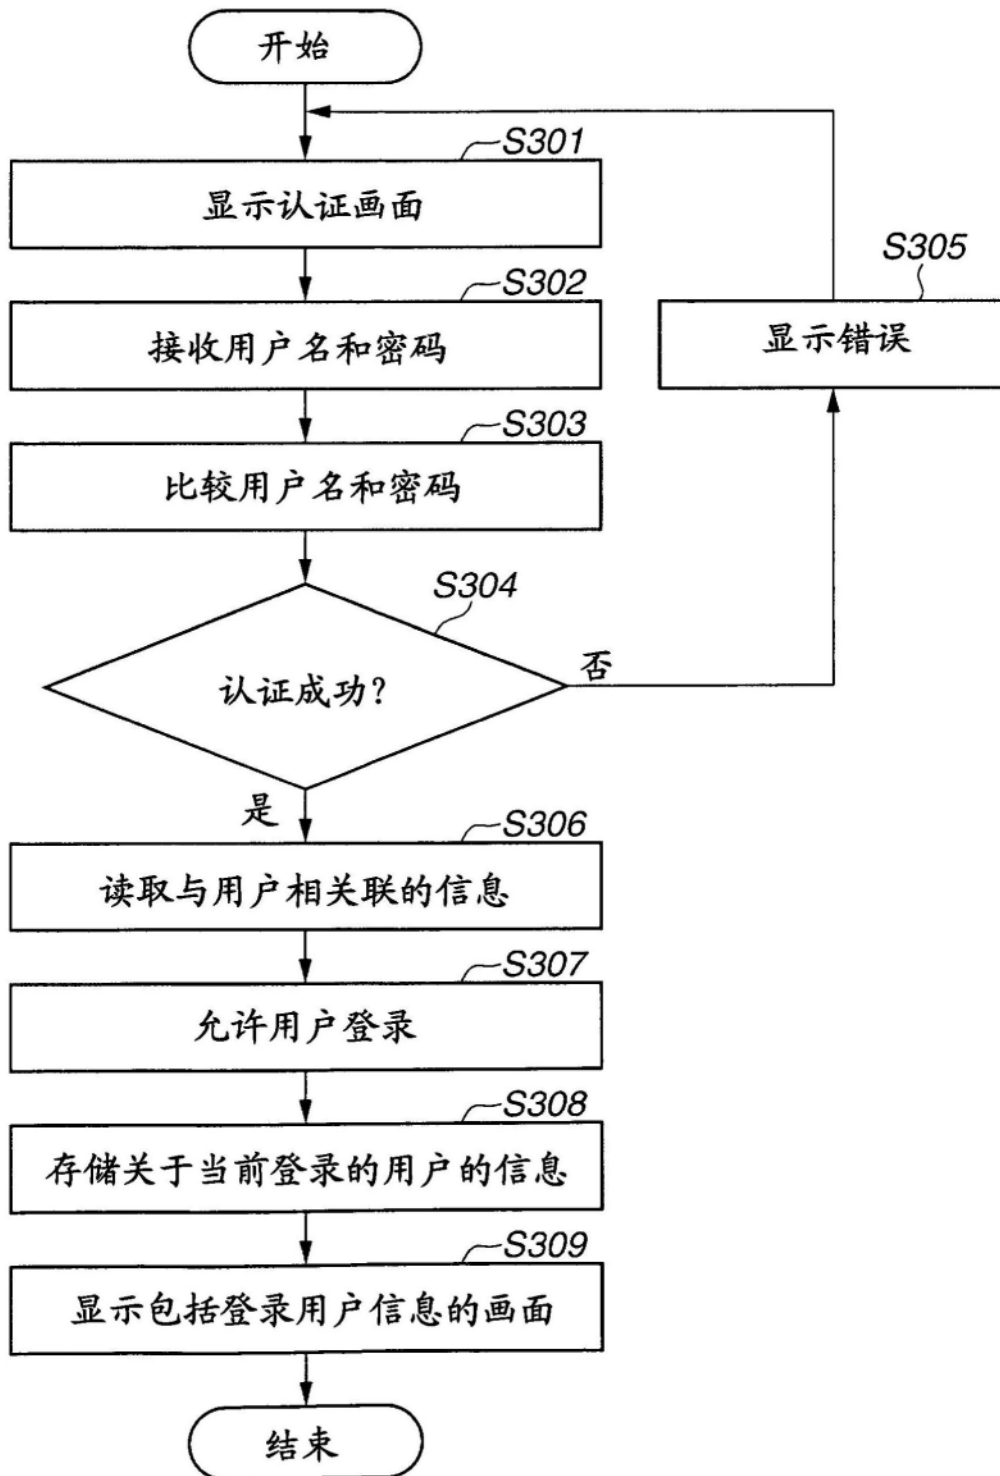 开始
S301
显示认证画面
S302
接收用户名和密码
S305
显示错误
S303
比较用户名和密码
S304
认证成功?
否
是
S306
读取与用户相关联的信息
S307
允许用户登录
S308
存储关于当前登录的用户的信息
S309
显示包括登录用户信息的画面
结束